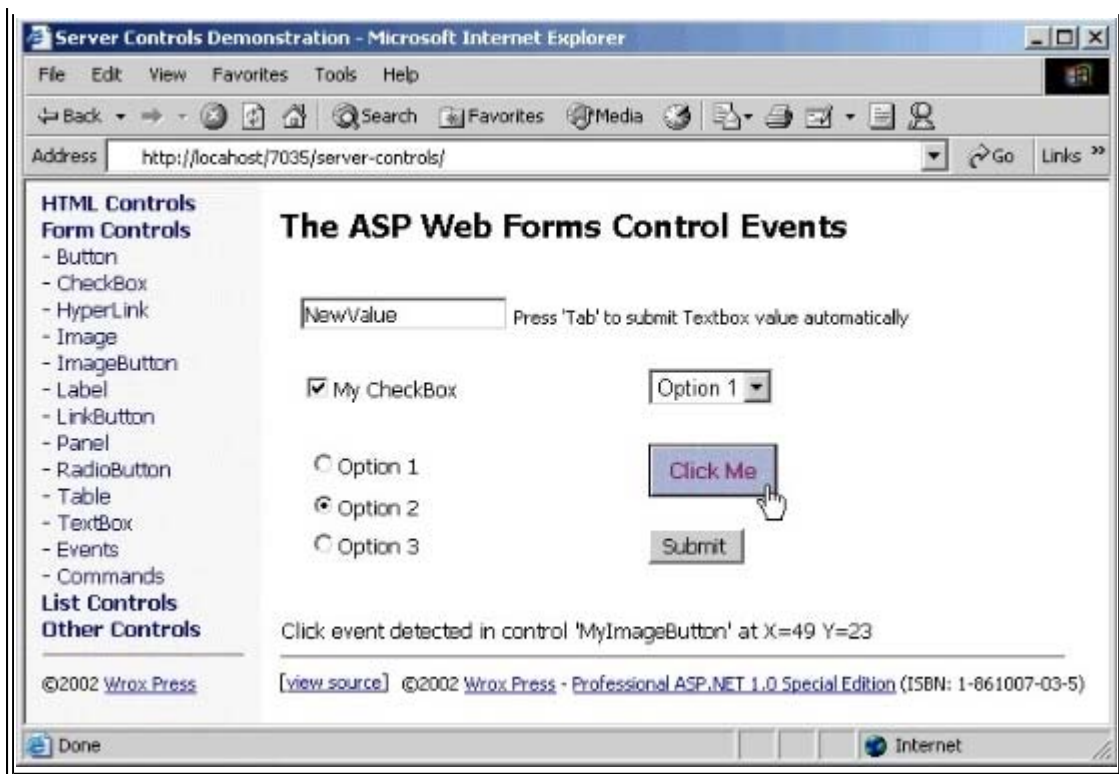 Server Controls Demonstration - Microsoft Internet Explorer
File Edit View Favorites Tools Help
Back Search Favorites Media
Address http://locahost/7035/server-controls/ Go Links »
HTML Controls
Form Controls
- Button
- CheckBox
- HyperLink
- Image
- ImageButton
- Label
- LinkButton
- Panel
- RadioButton
- Table
- TextBox
- Events
- Commands
List Controls
Other Controls
©2002 Wrox Press
The ASP Web Forms Control Events
NewValue Press 'Tab' to submit Textbox value automatically
My CheckBox Option 1
Option 1 Click Me
Option 2
Option 3 Submit
Click event detected in control 'MyImageButton' at X=49 Y=23
[view source] ©2002 Wrox Press - Professional ASP.NET 1.0 Special Edition (ISBN: 1-861007-03-5)
Done Internet